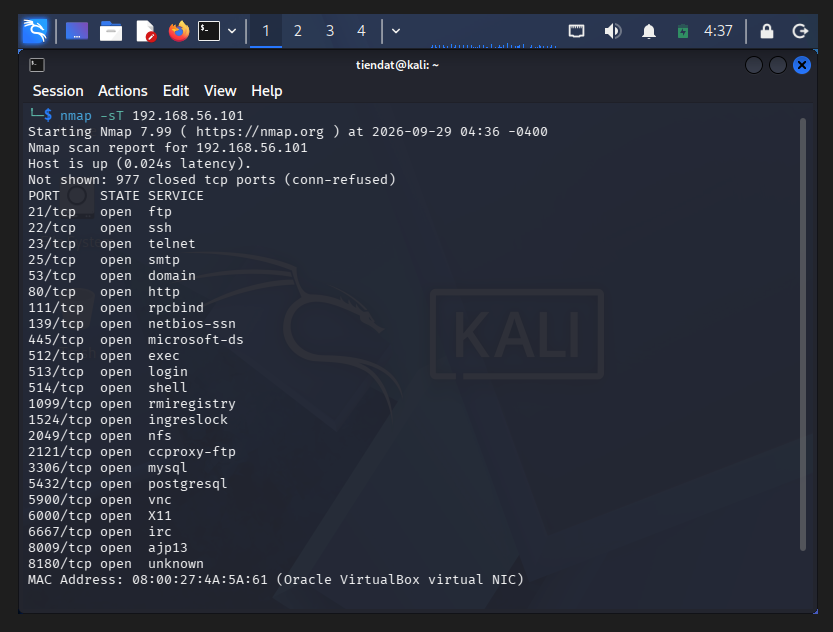 1 2 3 4 4:37
tiendat@kali: ~
Session Actions Edit View Help
└─$ nmap -sT 192.168.56.101
Starting Nmap 7.99 ( https://nmap.org ) at 2026-09-29 04:36 -0400
Nmap scan report for 192.168.56.101
Host is up (0.024s latency).
Not shown: 977 closed tcp ports (conn-refused)
PORT STATE SERVICE
21/tcp open ftp
22/tcp open ssh
23/tcp open telnet
25/tcp open smtp
53/tcp open domain
80/tcp open http
111/tcp open rpcbind
139/tcp open netbios-ssn
445/tcp open microsoft-ds
512/tcp open exec
513/tcp open login
514/tcp open shell
1099/tcp open rmiregistry
1524/tcp open ingreslock
2049/tcp open nfs
2121/tcp open ccproxy-ftp
3306/tcp open mysql
5432/tcp open postgresql
5900/tcp open vnc
6000/tcp open X11
6667/tcp open irc
8009/tcp open ajp13
8180/tcp open unknown
MAC Address: 08:00:27:4A:5A:61 (Oracle VirtualBox virtual NIC)
KALI